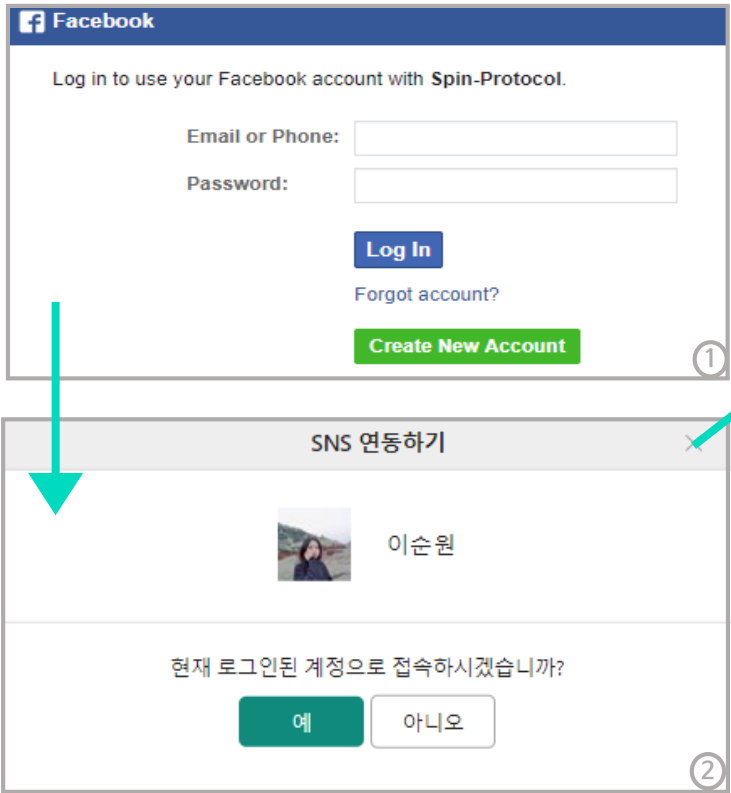 Facebook
Log in to use your Facebook account with Spin-Protocol.
Email or Phone:
Password:
Log In
Forgot account?
Create New Account
1
SNS 연동하기
이순원
현재 로그인된 계정으로 접속하시겠습니까?
예 아니오
2